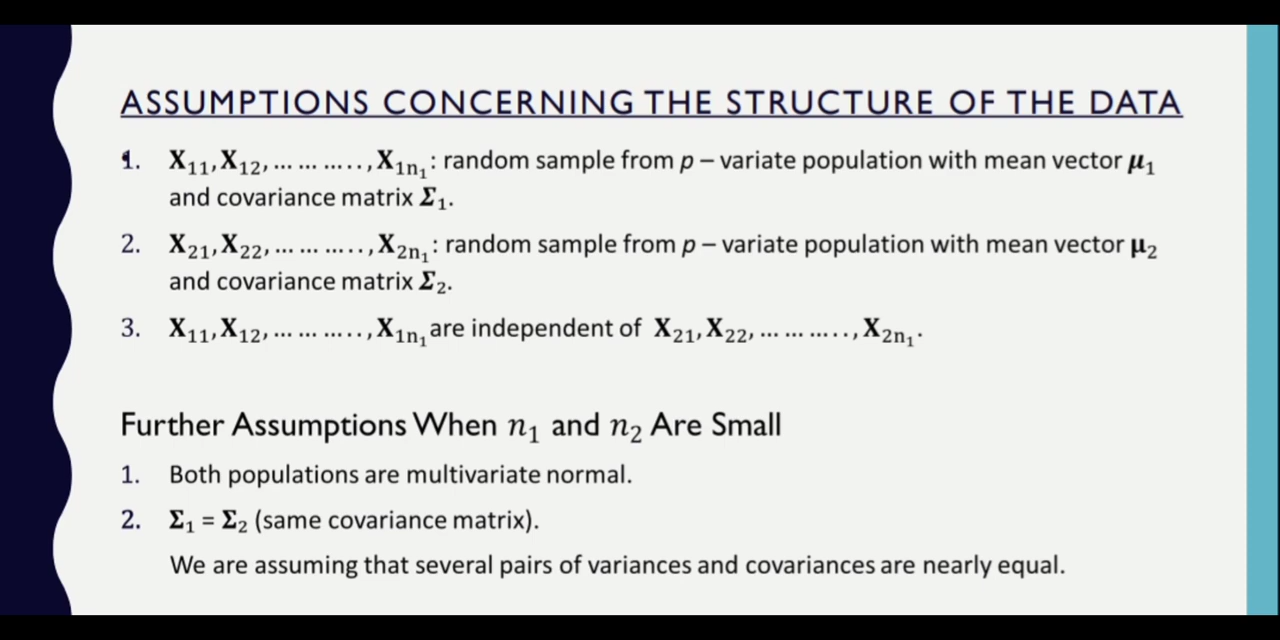 ASSUMPTIONS CONCERNING THE STRUCTURE OF THE DATA
1. X₁₁, X₁₂, … … … . . , X₁ₙ₁ : random sample from p – variate population with mean vector μ₁
and covariance matrix Σ₁.
2. X₂₁, X₂₂, … … … . . , X₂ₙ₁ : random sample from p – variate population with mean vector μ₂
and covariance matrix Σ₂.
3. X₁₁, X₁₂, … … … . . , X₁ₙ₁ are independent of X₂₁, X₂₂, … … … . . , X₂ₙ₁.
Further Assumptions When n₁ and n₂ Are Small
1. Both populations are multivariate normal.
2. Σ₁ = Σ₂ (same covariance matrix).
We are assuming that several pairs of variances and covariances are nearly equal.